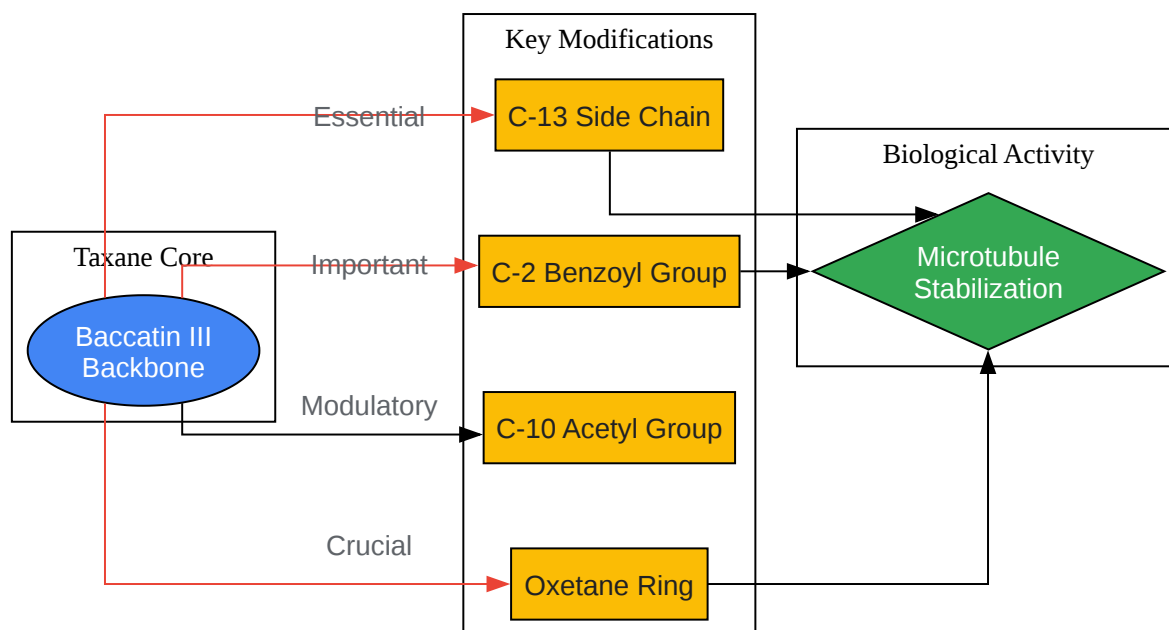 Key Modifications
Essential
C-13 Side Chain
Biological Activity
Taxane Core
Important
C-2 Benzoyl Group
Microtubule
Stabilization
Baccatin III
Backbone
Modulatory
C-10 Acetyl Group
Crucial
Oxetane Ring